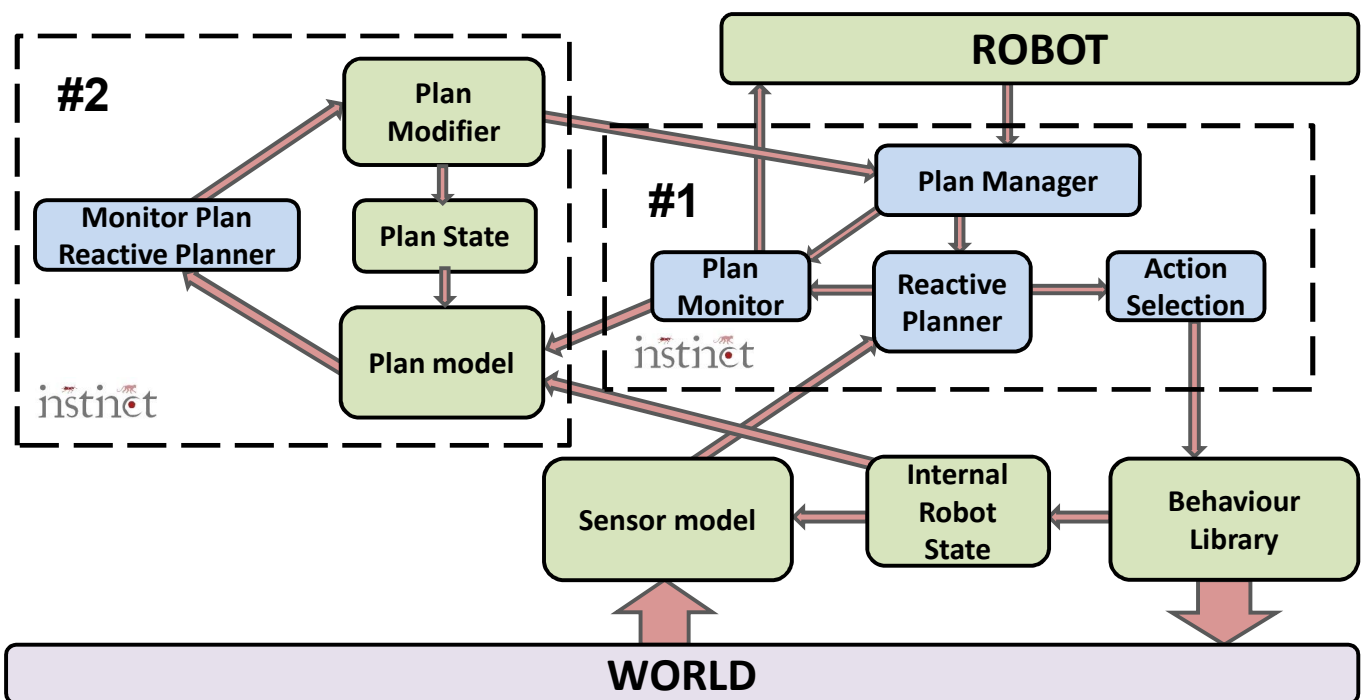 ROBOT
#2
Plan
Modifier
Plan Manager
#1
Monitor Plan
Reactive Planner
Plan State
Plan
Monitor
Reactive
Planner
Action
Selection
instinct
Plan model
instinct
Internal
Robot
State
Sensor model
Behaviour
Library
WORLD